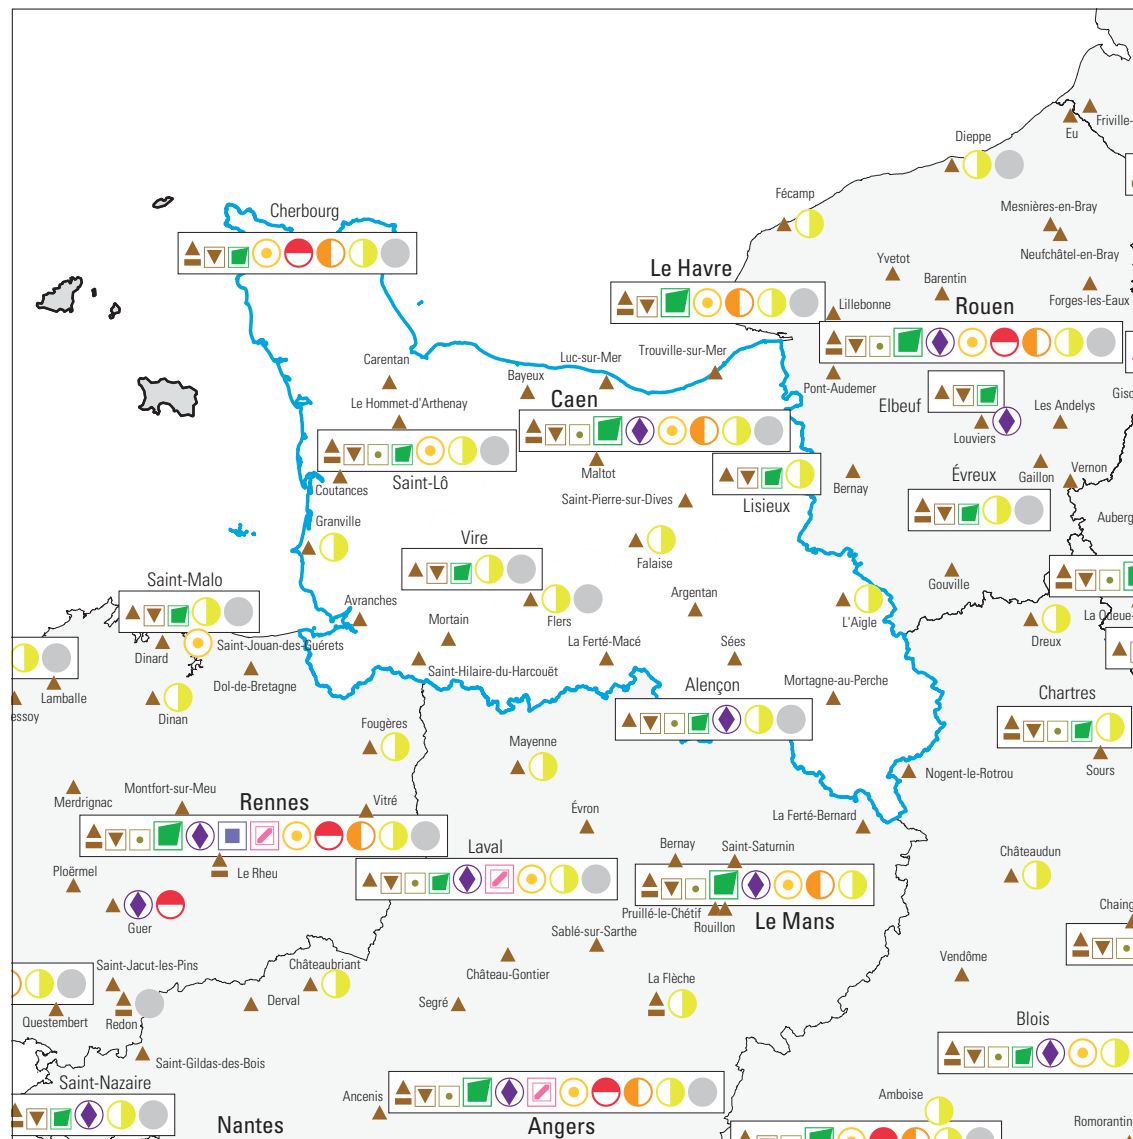 Friville-
Eu
Dieppe
Fécamp
Mesnières-en-Bray
Cherbourg
Neufchâtel-en-Bray
Yvetot
Le Havre
Barentin
Forges-les-Eaux
Lillebonne
Rouen
Carentan
Luc-sur-Mer
Trouville-sur-Mer
Bayeux
Pont-Audemer
Gisc
Le Hommet-d'Arthenay
Caen
Elbeuf
Les Andelys
Louviers
Maltot
Saint-Lô
Coutances
Saint-Pierre-sur-Dives
Lisieux
Bernay
Évreux
Gaillon
Vernon
Granville
Auberg
Vire
Falaise
Saint-Malo
Gouville
Avranches
Flers
Argentan
L'Aigle
La Queue-
Mortain
Dreux
Dinard
Saint-Jouan-des-Guérets
La Ferté-Macé
Sées
Saint-Hilaire-du-Harcouët
Dol-de-Bretagne
Lamballe
Alençon
Mortagne-au-Perche
Chartres
essoy
Dinan
Fougères
Mayenne
Nogent-le-Rotrou
Sours
Merdrignac
Montfort-sur-Meu
Rennes
Vitré
Évron
La Ferté-Bernard
Laval
Bernay
Saint-Saturnin
Châteaudun
Ploërmel
Le Rheu
Chaing
Pruillé-le-Chétif
Rouillon
Le Mans
Guer
Sablé-sur-Sarthe
Château-Gontier
Vendôme
Saint-Jacut-les-Pins
Châteaubriant
La Flèche
Derval
Segré
Questembert
Redon
Blois
Saint-Gildas-des-Bois
Saint-Nazaire
Ancenis
Amboise
Nantes
Angers
Romorantin